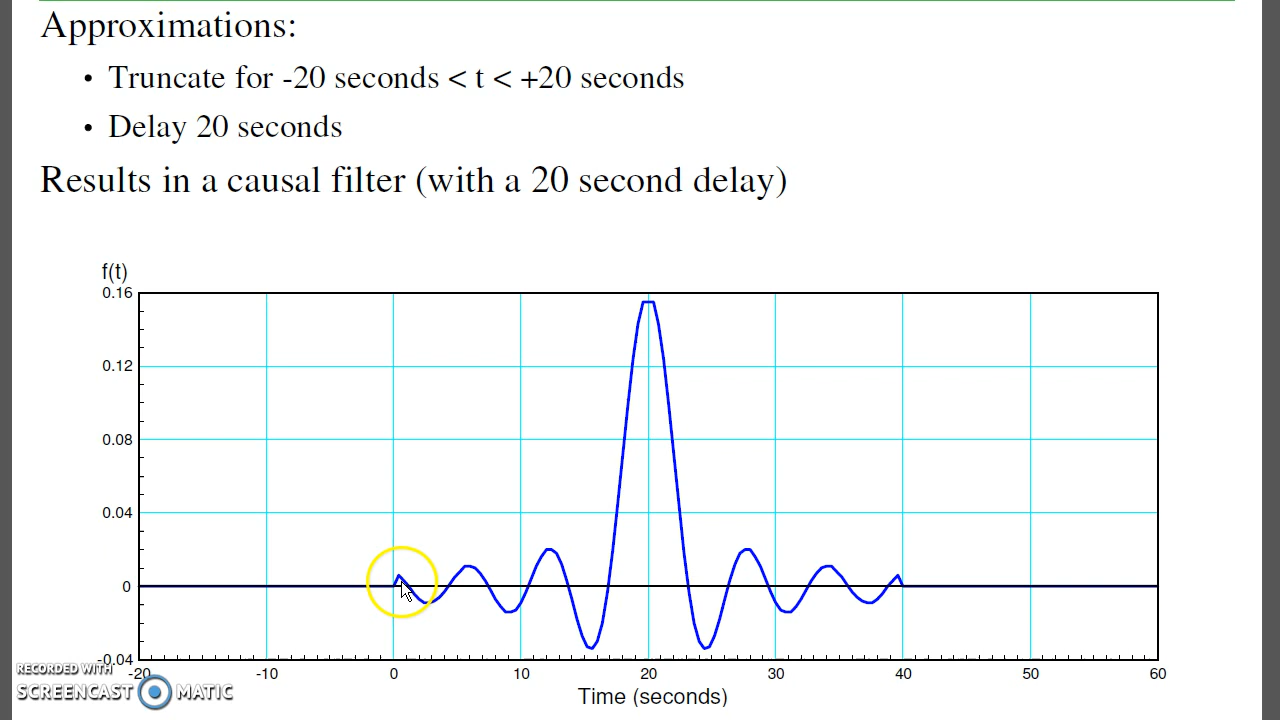 Approximations:
• Truncate for -20 seconds < t < +20 seconds
• Delay 20 seconds
Results in a causal filter (with a 20 second delay)
f(t)
0.16
0.12
0.08
0.04
0
-0.04
-20 -10 0 10 20 30 40 50 60
Time (seconds)
RECORDED WITH
SCREENCAST MATIC